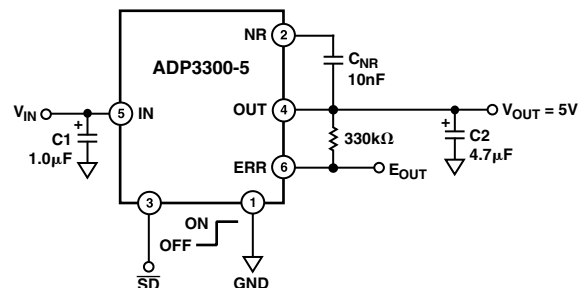 NR
2
C_NR
10nF
ADP3300-5
V_IN
5
IN
OUT
4
V_OUT = 5V
+
C1
1.0µF
330kΩ
+
C2
4.7µF
ERR
6
E_OUT
3
1
ON
OFF
S̅D̅
GND